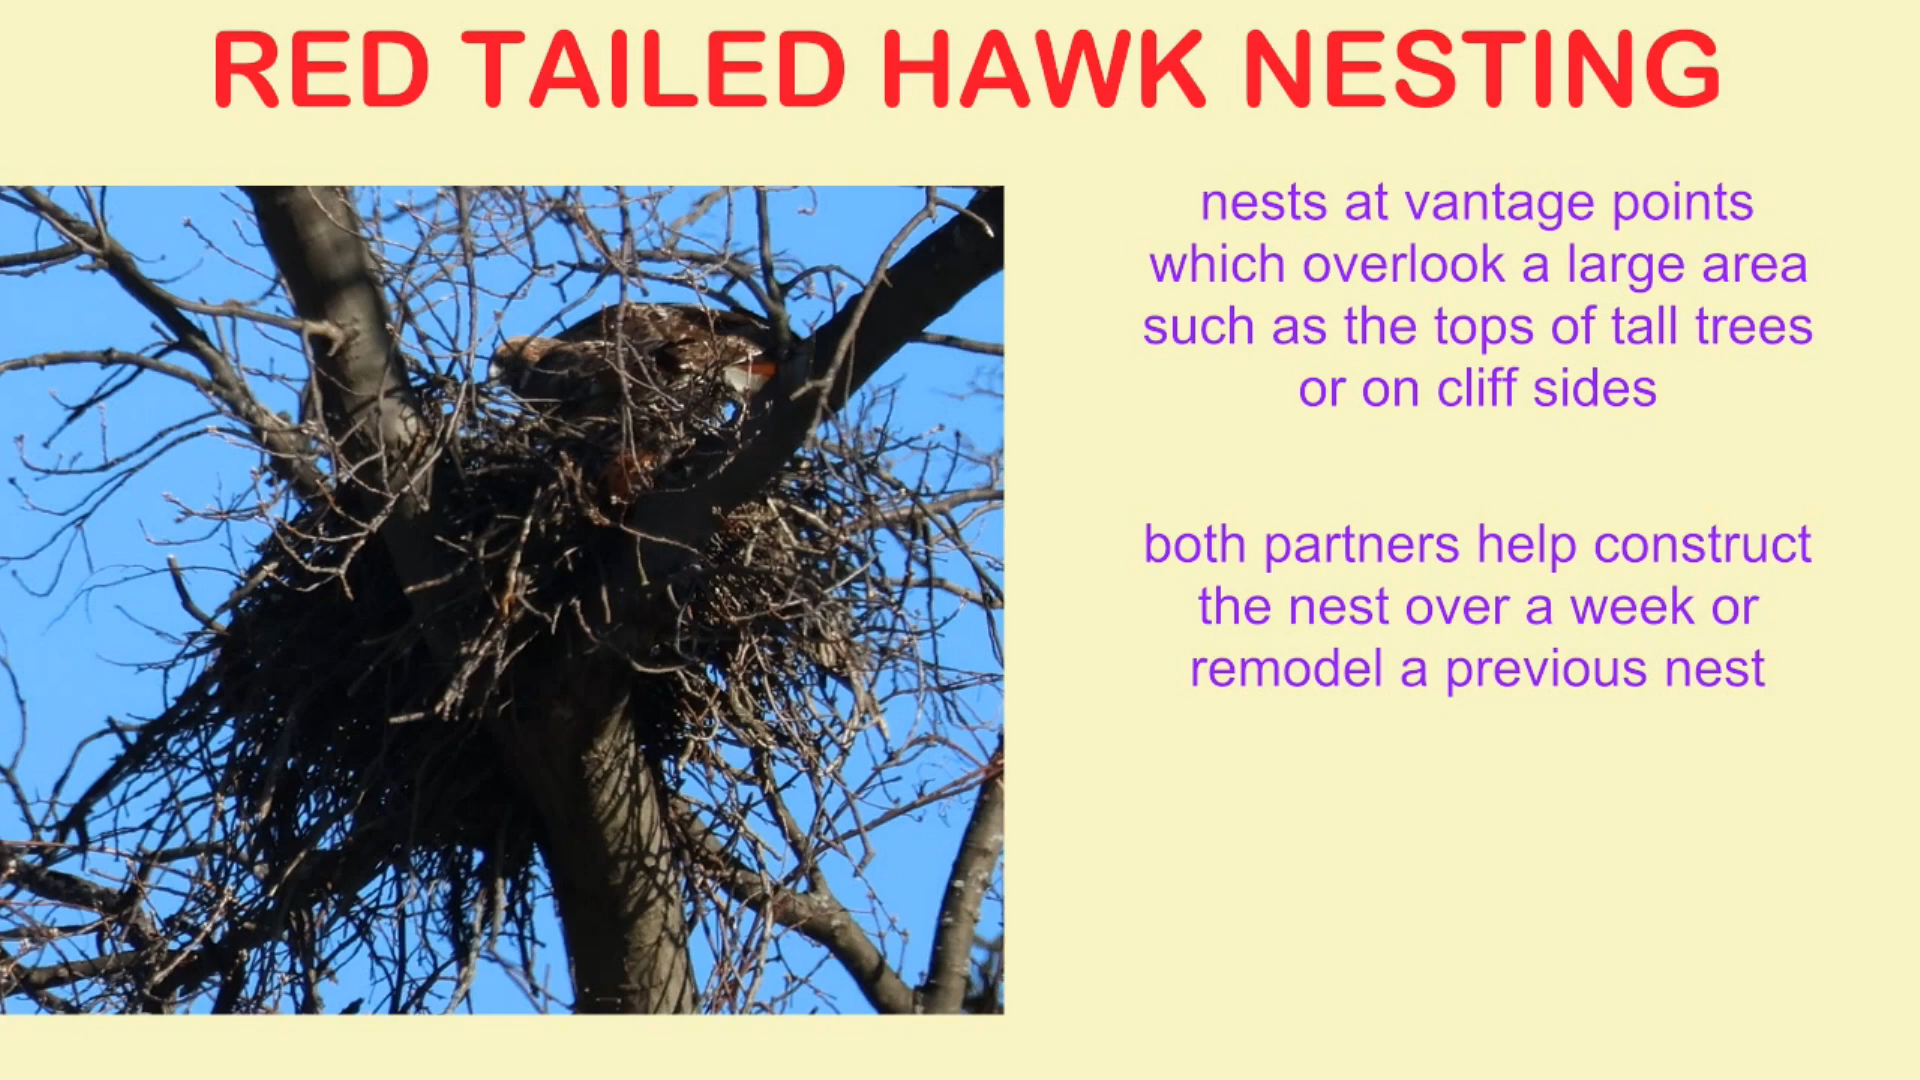 RED TAILED HAWK NESTING
nests at vantage points
which overlook a large area
such as the tops of tall trees
or on cliff sides
both partners help construct
the nest over a week or
remodel a previous nest